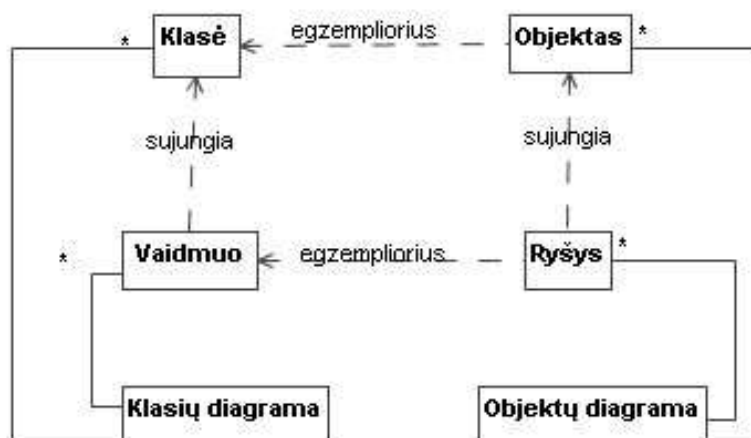 * Klasė egzempliorius Objektas *
sujungia sujungia
* Vaidmuo egzempliorius Ryšys *
Klasių diagrama Objektų diagrama